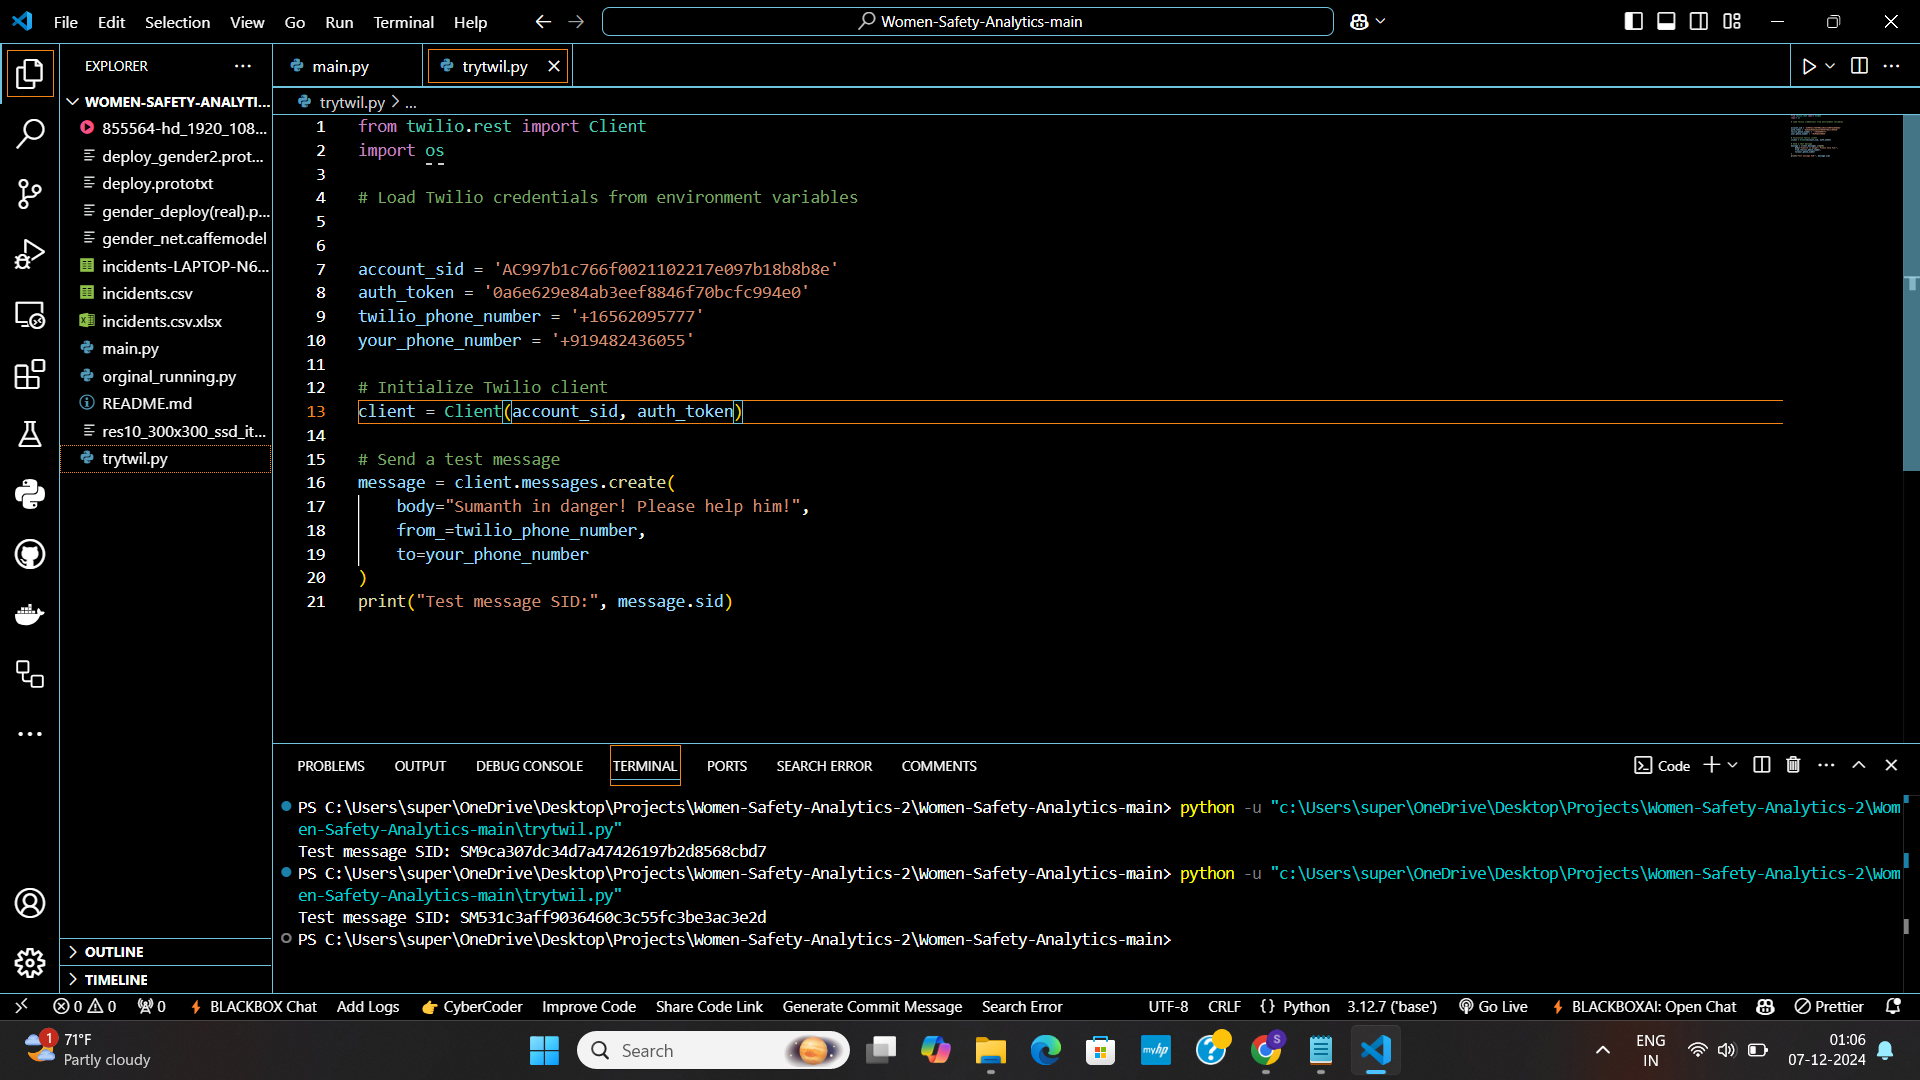 File Edit Selection View Go Run Terminal Help
Women-Safety-Analytics-main
EXPLORER
WOMEN-SAFETY-ANALYTI...
855564-hd_1920_108...
deploy_gender2.prot...
deploy.prototxt
gender_deploy(real).p...
gender_net.caffemodel
incidents-LAPTOP-N6...
incidents.csv
incidents.csv.xlsx
main.py
orginal_running.py
README.md
res10_300x300_ssd_it...
trytwil.py
OUTLINE
TIMELINE
main.py trytwil.py
trytwil.py > ...
1 from twilio.rest import Client
2 import os
3
4 # Load Twilio credentials from environment variables
5
6
7 account_sid = 'AC997b1c766f0021102217e097b18b8b8e'
8 auth_token = '0a6e629e84ab3eef8846f70bcfc994e0'
9 twilio_phone_number = '+16562095777'
10 your_phone_number = '+919482436055'
11
12 # Initialize Twilio client
13 client = Client(account_sid, auth_token)
14
15 # Send a test message
16 message = client.messages.create(
17 body="Sumanth in danger! Please help him!",
18 from_=twilio_phone_number,
19 to=your_phone_number
20 )
21 print("Test message SID:", message.sid)
PROBLEMS OUTPUT DEBUG CONSOLE TERMINAL PORTS SEARCH ERROR COMMENTS
Code
PS C:\Users\super\OneDrive\Desktop\Projects\Women-Safety-Analytics-2\Women-Safety-Analytics-main> python -u "c:\Users\super\OneDrive\Desktop\Projects\Women-Safety-Analytics-2\Wom
en-Safety-Analytics-main\trytwil.py"
Test message SID: SM9ca307dc34d7a47426197b2d8568cbd7
PS C:\Users\super\OneDrive\Desktop\Projects\Women-Safety-Analytics-2\Women-Safety-Analytics-main> python -u "c:\Users\super\OneDrive\Desktop\Projects\Women-Safety-Analytics-2\Wom
en-Safety-Analytics-main\trytwil.py"
Test message SID: SM531c3aff9036460c3c55fc3be3ac3e2d
PS C:\Users\super\OneDrive\Desktop\Projects\Women-Safety-Analytics-2\Women-Safety-Analytics-main>
0 0 0 BLACKBOX Chat Add Logs CyberCoder Improve Code Share Code Link Generate Commit Message Search Error UTF-8 CRLF {} Python 3.12.7 ('base') Go Live BLACKBOXAI: Open Chat Prettier
1 71°F
Partly cloudy
Search
myhp
S
ENG
IN
01:06
07-12-2024